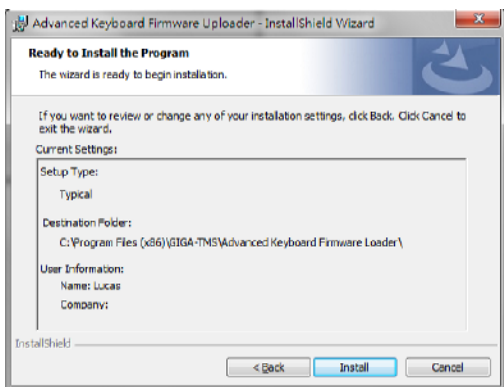 Advanced Keyboard Firmware Uploader - InstallShield Wizard
Ready to Install the Program
The wizard is ready to begin installation.
If you want to review or change any of your installation settings, click Back. Click Cancel to
exit the wizard.
Current Settings:
Setup Type:
Typical
Destination Folder:
C:\Program Files (x86)\GIGA-TMS\Advanced Keyboard Firmware Loader\
User Information:
Name: Lucas
Company:
InstallShield
< Back
Install
Cancel